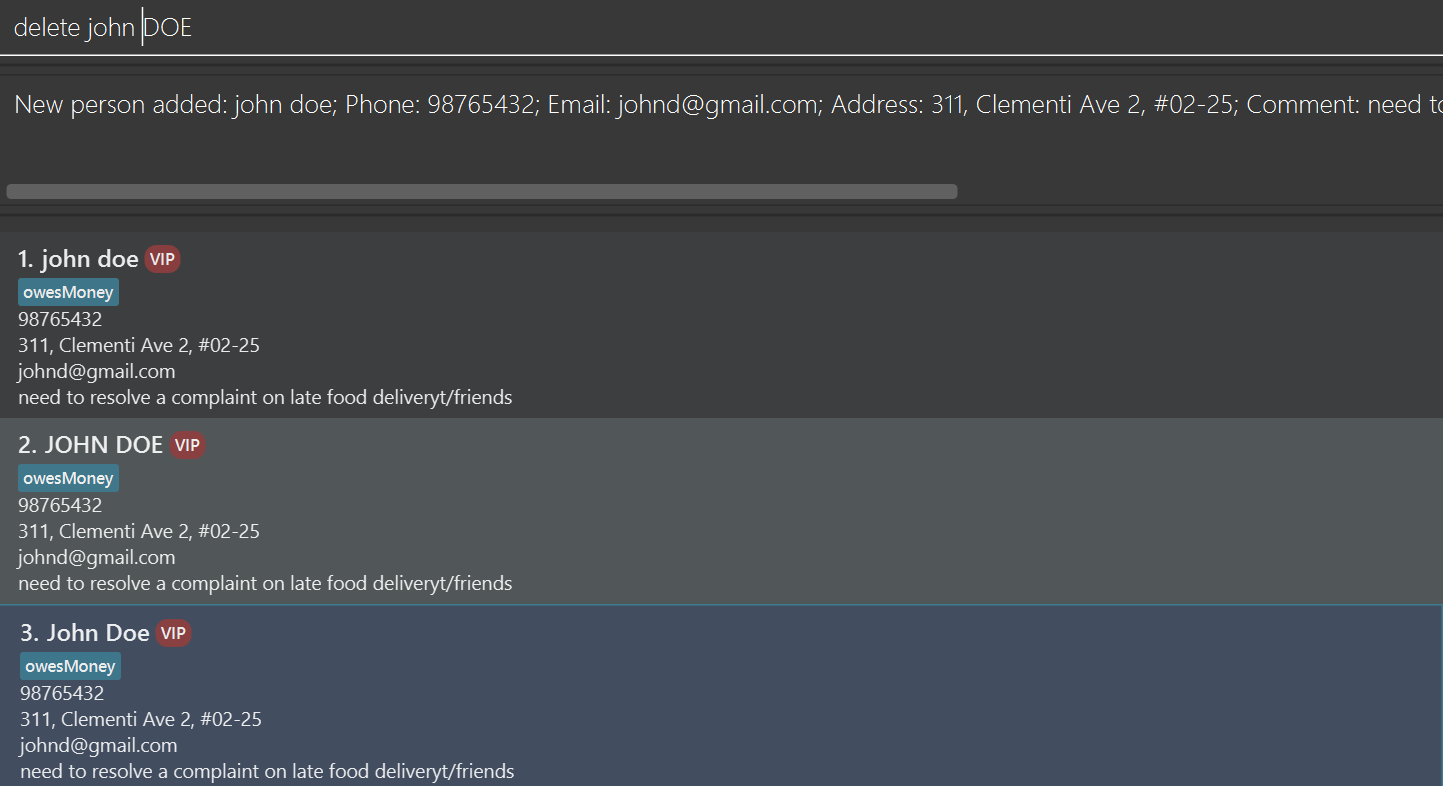 delete john DOE
New person added: john doe; Phone: 98765432; Email: johnd@gmail.com; Address: 311, Clementi Ave 2, #02-25; Comment: need to
1. john doe VIP
owesMoney
98765432
311, Clementi Ave 2, #02-25
johnd@gmail.com
need to resolve a complaint on late food deliveryt/friends
2. JOHN DOE VIP
owesMoney
98765432
311, Clementi Ave 2, #02-25
johnd@gmail.com
need to resolve a complaint on late food deliveryt/friends
3. John Doe VIP
owesMoney
98765432
311, Clementi Ave 2, #02-25
johnd@gmail.com
need to resolve a complaint on late food deliveryt/friends